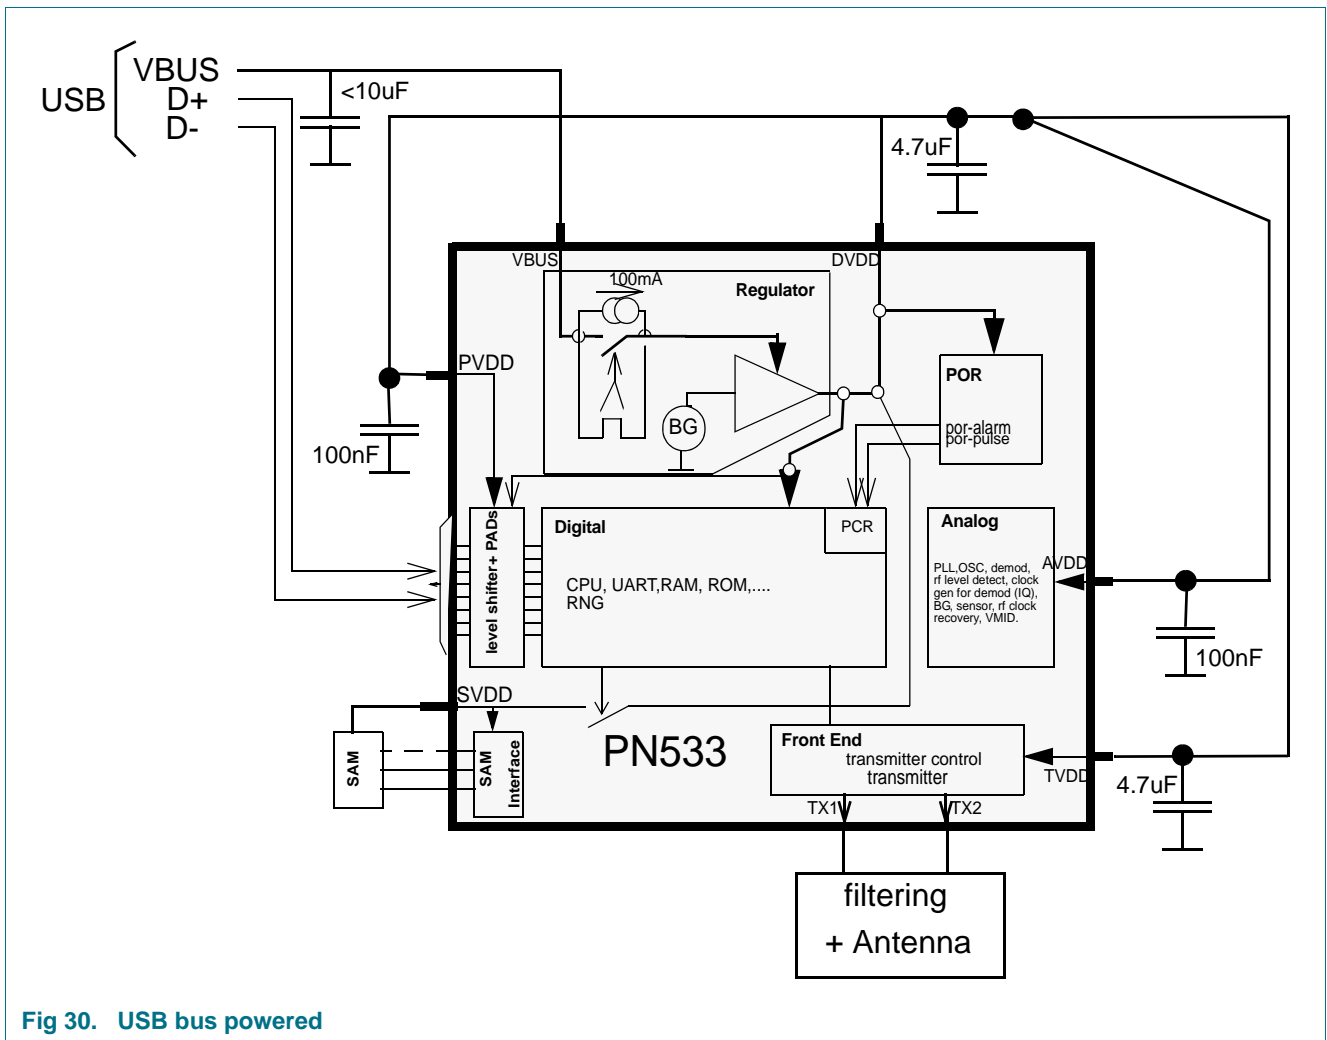 VBUS
USB
D+
D-
<10uF
4.7uF
VBUS
DVDD
100mA
Regulator
PVDD
POR
BG
por-alarm
por-pulse
100nF
level shifter+ PADs
Digital
PCR
Analog
CPU, UART,RAM, ROM,....
RNG
AVDD
PLL,OSC, demod,
rf level detect, clock
gen for demod (IQ),
BG, sensor, rf clock
recovery, VMID.
100nF
SVDD
SAM
SAM
Interface
PN533
Front End
transmitter control
transmitter
TVDD
4.7uF
TX1
TX2
filtering
+ Antenna
Fig 30. USB bus powered